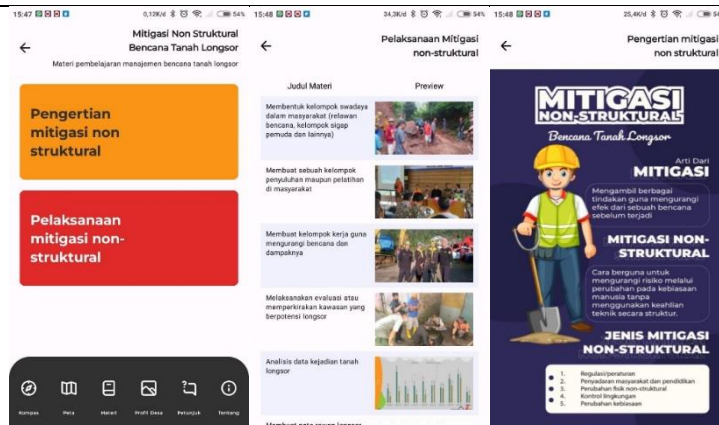 15:47
0,12K/d
54%
Mitigasi Non Struktural
Bencana Tanah Longsor
Materi pembelajaran manajemen bencana tanah longsor
Pengertian
mitigasi non
struktural
Pelaksanaan
mitigasi non-
struktural
Kompas
Peta
Materi
Profil Desa
Petunjuk
Tentang
15:48
34,3K/d
54%
Pelaksanaan Mitigasi
non-struktural
Judul Materi
Preview
Membentuk kelompok swadaya
dalam masyarakat (relawan
bencana, kelompok sigap
pemuda dan lainnya)
Membuat sebuah kelompok
penyuluhan maupun pelatihan
di masyarakat
Membuat kelompok kerja guna
mengurangi bencana dan
dampaknya
Melaksanakan evaluasi atau
memperkirakan kawasan yang
berpotensi longsor
Analisis data kejadian tanah
longsor
Membuat peta rawan longsor
15:48
25,4K/d
54
Pengertian mitigasi
non struktural
MITIGASI
NON-STRUKTURAL
Bencana Tanah Longsor
Arti Dari
MITIGASI
Mengambil berbagai
tindakan guna mengurangi
efek dari sebuah bencana
sebelum terjadi
MITIGASI NON-
STRUKTURAL
Cara berguna untuk
mengurangi risiko melalui
perubahan pada kebiasaan
manusia tanpa
menggunakan keahlian
teknik secara struktur.
JENIS MITIGASI
NON-STRUKTURAL
1. Regulasi/peraturan
2. Penyadaran masyarakat dan pendidikan
3. Perubahan fisik non-struktural
4. Kontrol lingkungan
5. Perubahan kebiasaan